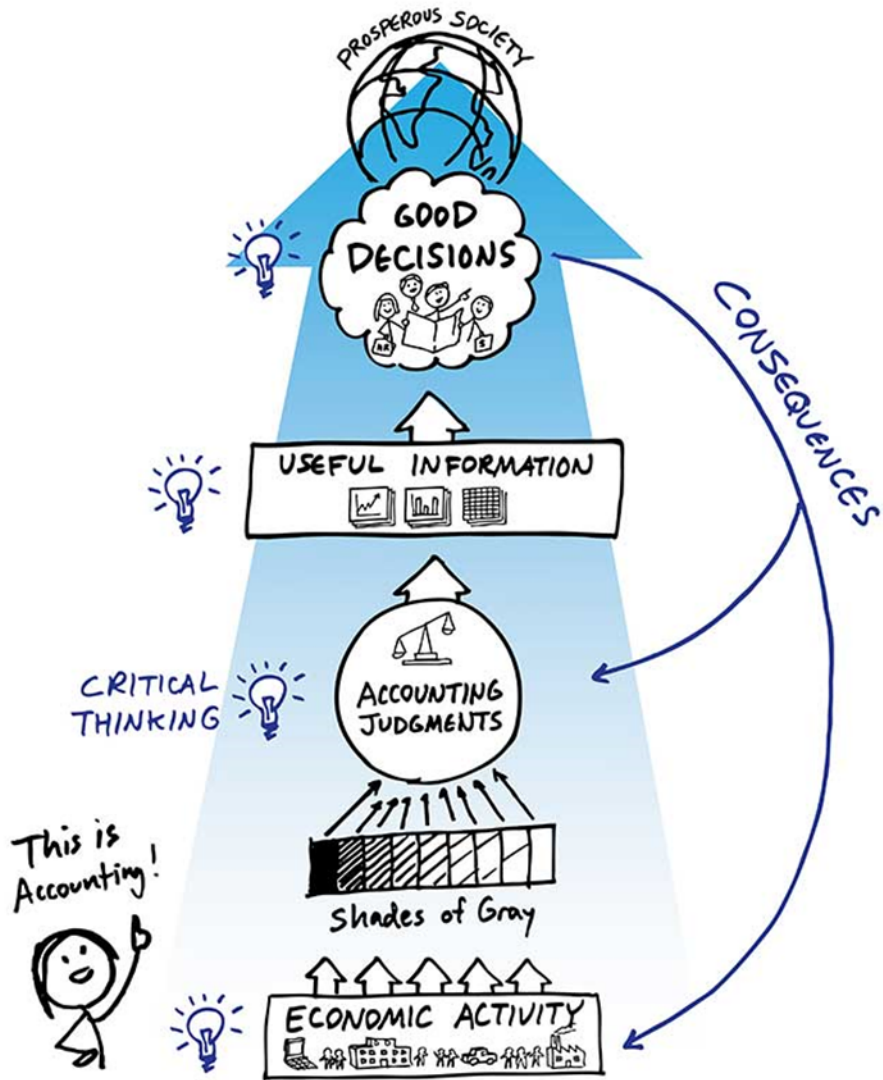 PROSPEROUS SOCIETY
GOOD
DECISIONS
AR
$
CONSEQUENCES
USEFUL INFORMATION
CRITICAL
THINKING
ACCOUNTING
JUDGMENTS
This is
Accounting!
Shades of Gray
ECONOMIC ACTIVITY